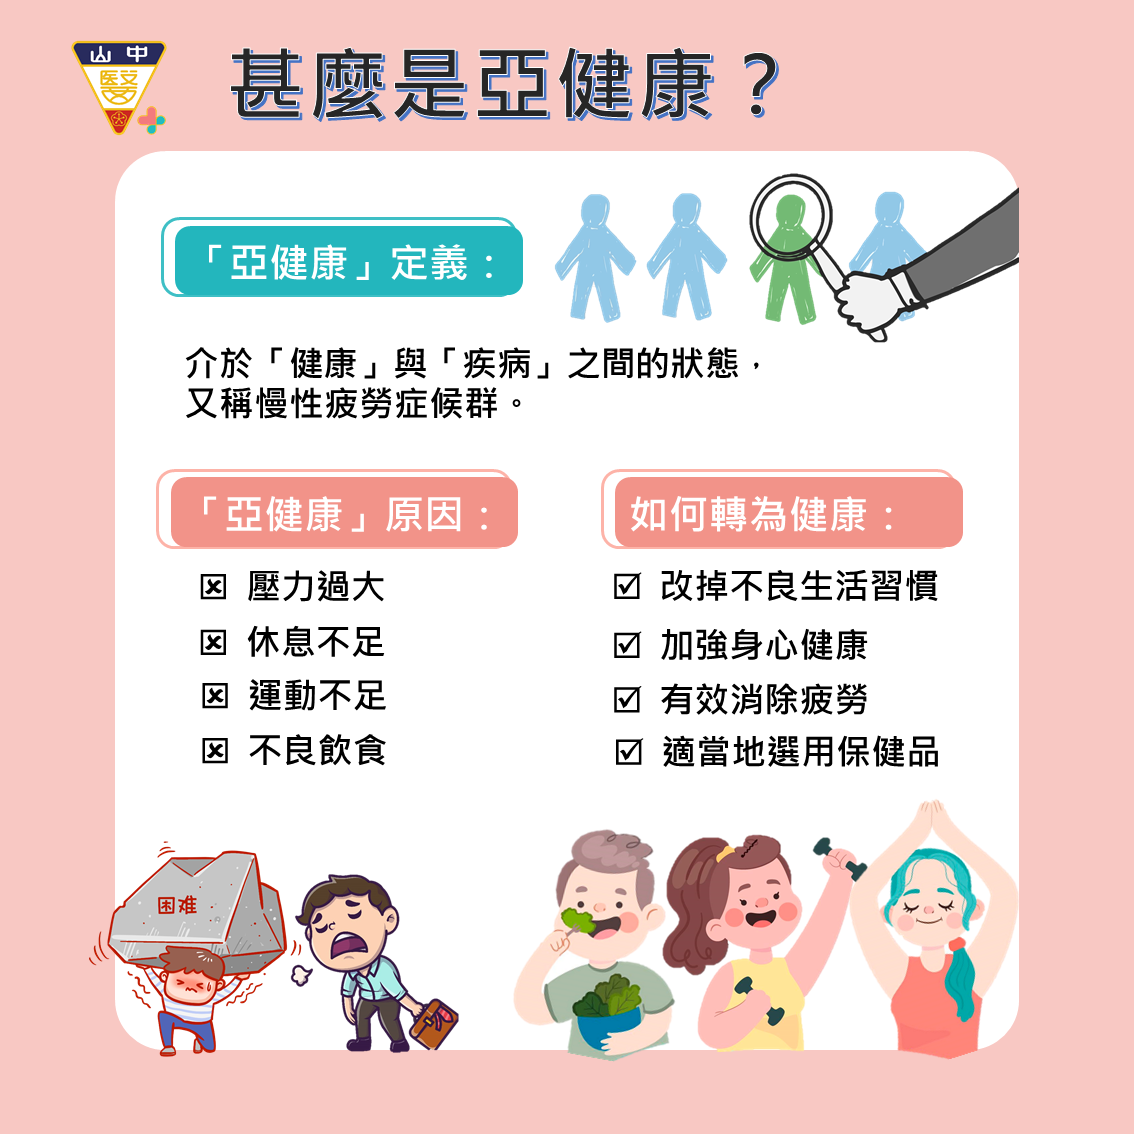 山中
醫
甚麼是亞健康？
「亞健康」定義：
介於「健康」與「疾病」之間的狀態，
又稱慢性疲勞症候群。
「亞健康」原因：
壓力過大
休息不足
運動不足
不良飲食
如何轉為健康：
改掉不良生活習慣
加強身心健康
有效消除疲勞
適當地選用保健品
困难